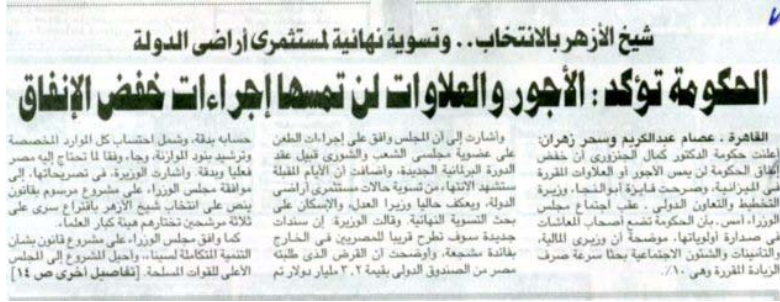 شيخ الأزهر بالانتخاب.. وتسوية نهائية لمستثمرى أراضى الدولة
الحكومة تؤكد: الأجور والعلاوات لن تمسها إجراءات خفض الإنفاق
القاهرة ـ عصام عبدالكريم وسحر زهران:
أعلنت حكومة الدكتور كمال الجنزورى أن خفض
إنفاق الحكومة لن يمس الأجور أو العلاوات المقررة
فى الميزانية. وصرحت فايزة أبوالنجا، وزيرة
التخطيط والتعاون الدولى، عقب اجتماع مجلس
الوزراء أمس، بأن الحكومة تضع أصحاب المعاشات
فى صدارة أولوياتها، موضحة أن وزيرى المالية،
والتأمينات والشئون الاجتماعية بحثا سرعة صرف
الزيادة المقررة وهى ١٠٪.
وأشارت إلى أن المجلس وافق على إجراءات الطعن
على عضوية مجلسى الشعب والشورى قبيل عقد
الدورة البرلمانية الجديدة، وأضافت أن الأيام المقبلة
ستشهد الانتهاء من تسوية حالات مستثمرى أراضى
الدولة، ويعكف حاليا وزيرا العدل، والإسكان على
بحث التسوية النهائية. وقالت الوزيرة، إن سندات
جديدة سوف تطرح قريبا للمصريين فى الخارج
بفائدة مشجعة، وأوضحت أن القرض الذى طلبته
مصر من الصندوق الدولى بقيمة ٣.٢ مليار دولار تم
حسابه بدقة، وشمل احتساب كل الموارد المخصصة
وترشيد بنود الموازنة، وجاء وفقا لما تحتاج إليه مصر
فعليا وبدقة. وأشارت الوزيرة، فى تصريحاتها، إلى
موافقة مجلس الوزراء على مشروع مرسوم بقانون
ينص على انتخاب شيخ الأزهر باقتراع سرى على
ثلاثة مرشحين تختارهم هيئة كبار العلماء.
كما وافق مجلس الوزراء على مشروع قانون بشأن
التنمية المتكاملة لسيناء، وأحيل المشروع إلى المجلس
الأعلى للقوات المسلحة. [تفاصيل أخرى ص ١٤]